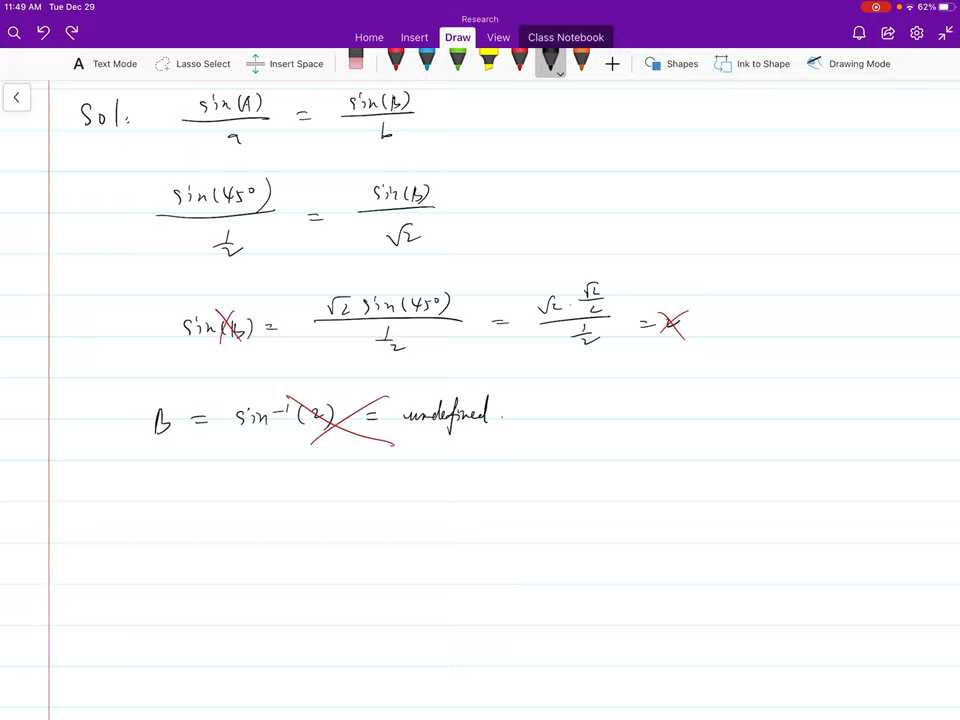 11:49 AM Tue Dec 29 62%
Research
Home Insert Draw View Class Notebook
A Text Mode Lasso Select Insert Space Shapes Ink to Shape Drawing Mode
Sol: sin(A)/a = sin(B)/b
sin(45°)/(1/2) = sin(B)/√2
sin(B) = √2 sin(45°)/(1/2) = (√2 · √2/2)/(1/2) =
B = sin⁻¹(2) = undefined.